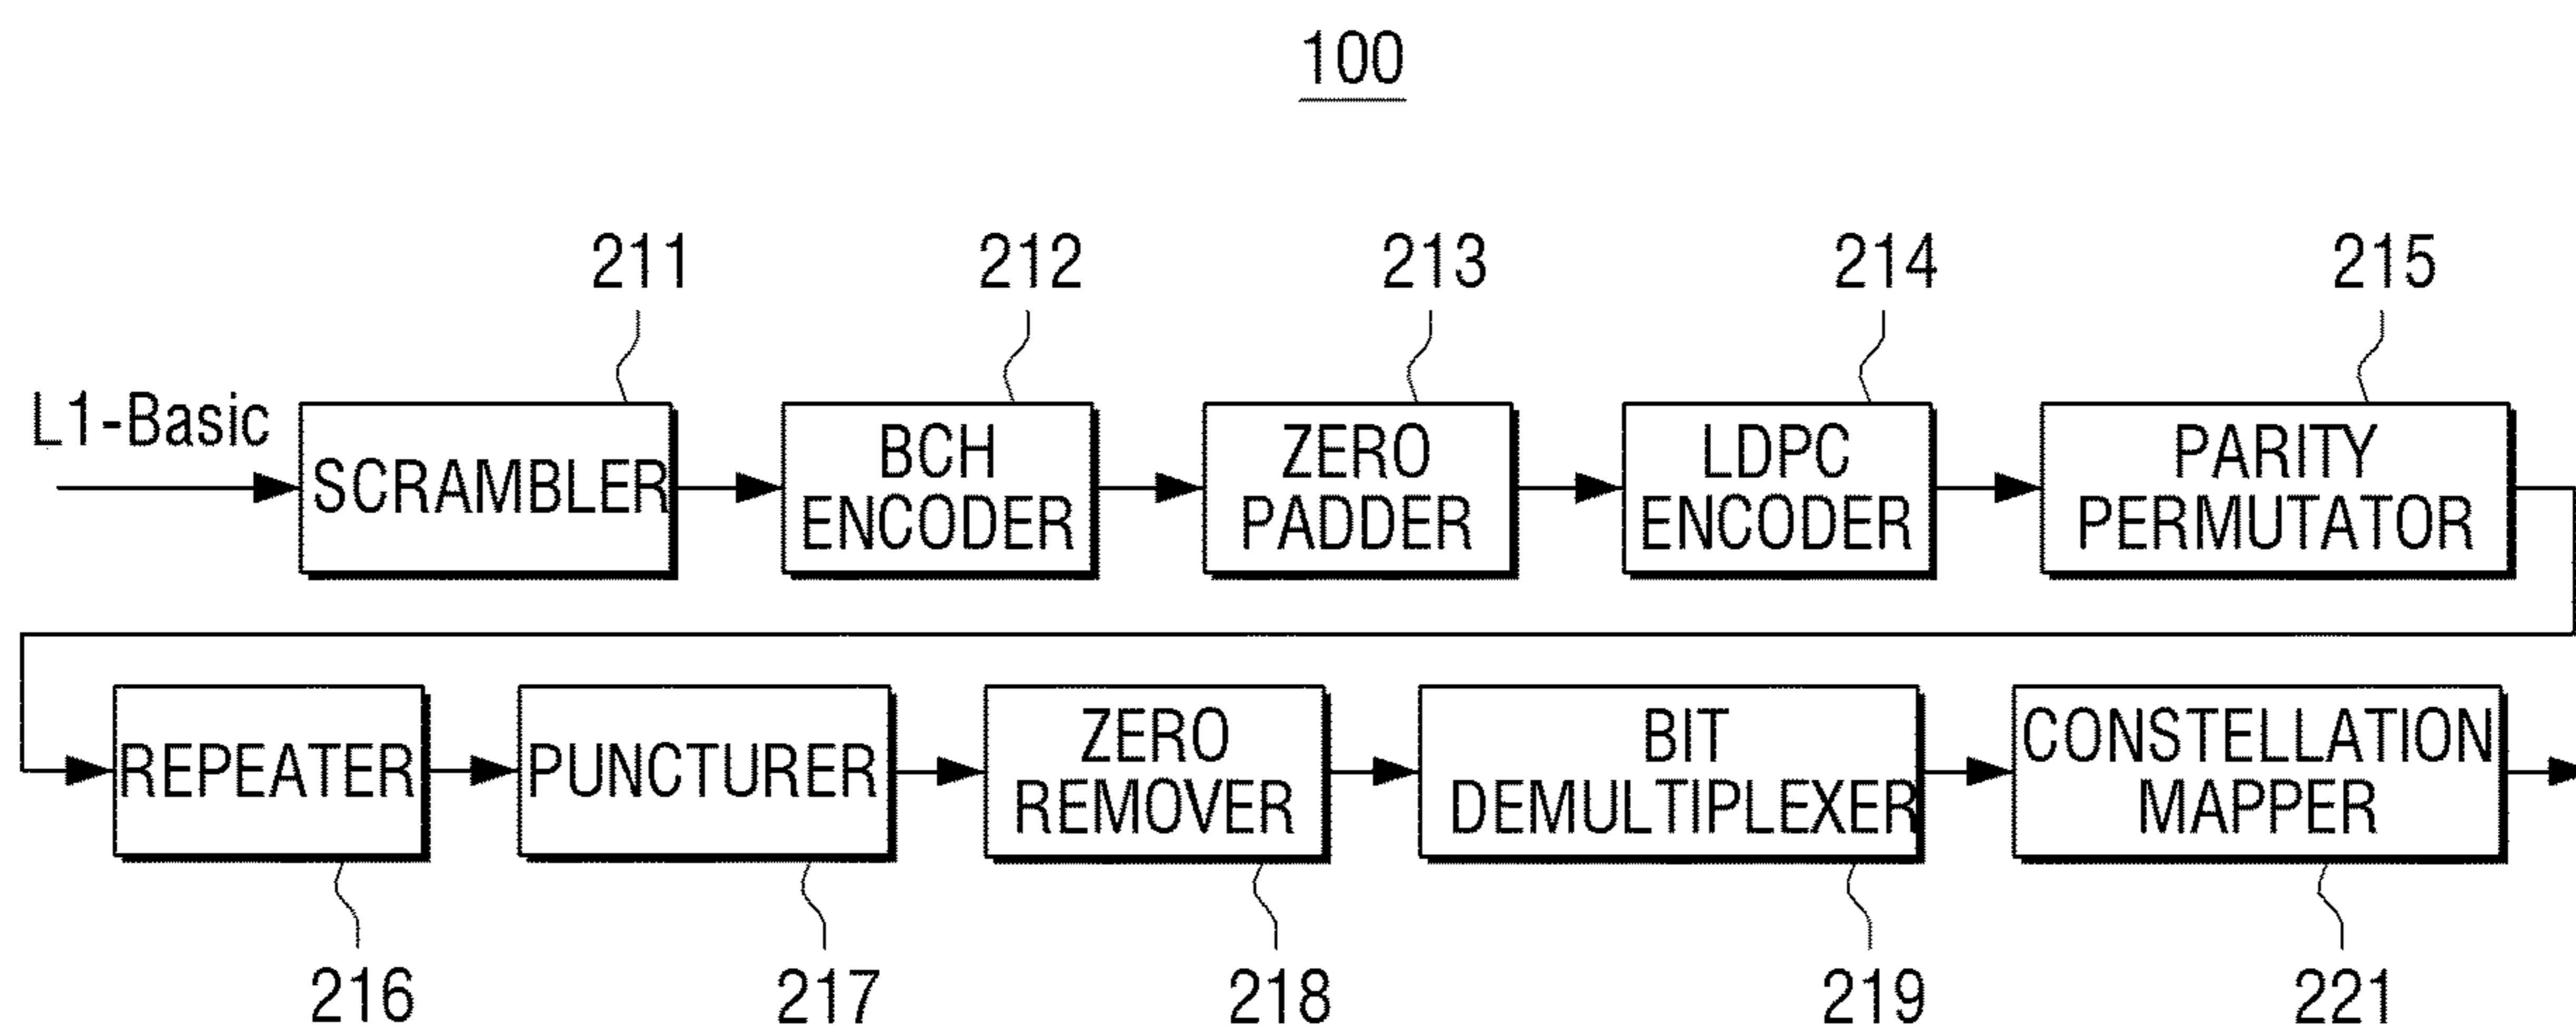 100
211
212
213
214
215
L1-Basic
SCRAMBLER
BCH
ENCODER
ZERO
PADDER
LDPC
ENCODER
PARITY
PERMUTATOR
REPEATER
PUNCTURER
ZERO
REMOVER
BIT
DEMULTIPLEXER
CONSTELLATION
MAPPER
216
217
218
219
221